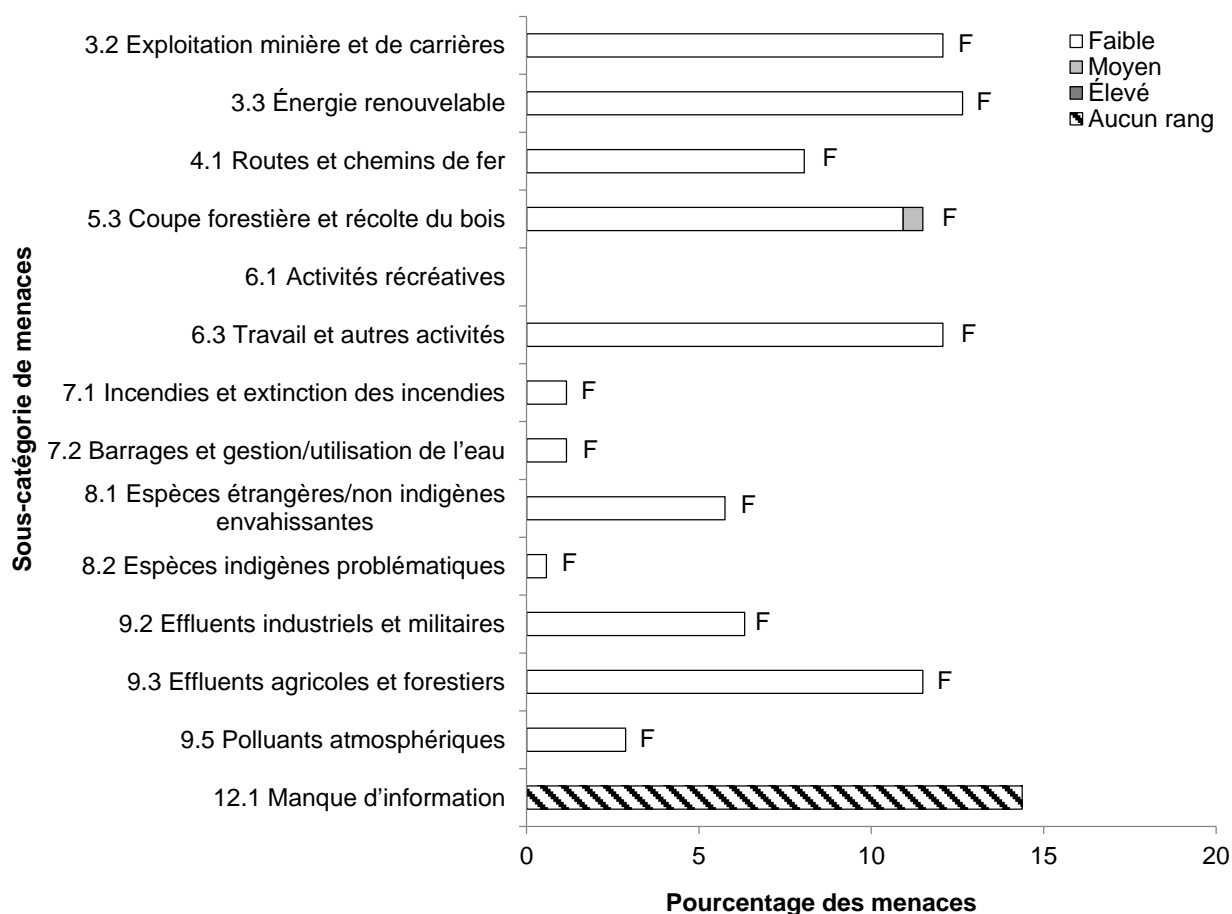 3.2 Exploitation minière et de carrières
F
3.3 Énergie renouvelable
F
4.1 Routes et chemins de fer
F
5.3 Coupe forestière et récolte du bois
F
6.1 Activités récréatives
6.3 Travail et autres activités
F
7.1 Incendies et extinction des incendies
F
7.2 Barrages et gestion/utilisation de l’eau
F
8.1 Espèces étrangères/non indigènes
envahissantes
F
8.2 Espèces indigènes problématiques
F
9.2 Effluents industriels et militaires
F
9.3 Effluents agricoles et forestiers
F
9.5 Polluants atmosphériques
F
12.1 Manque d’information
Sous-catégorie de menaces
Faible
Moyen
Élevé
Aucun rang
0 5 10 15 20
Pourcentage des menaces